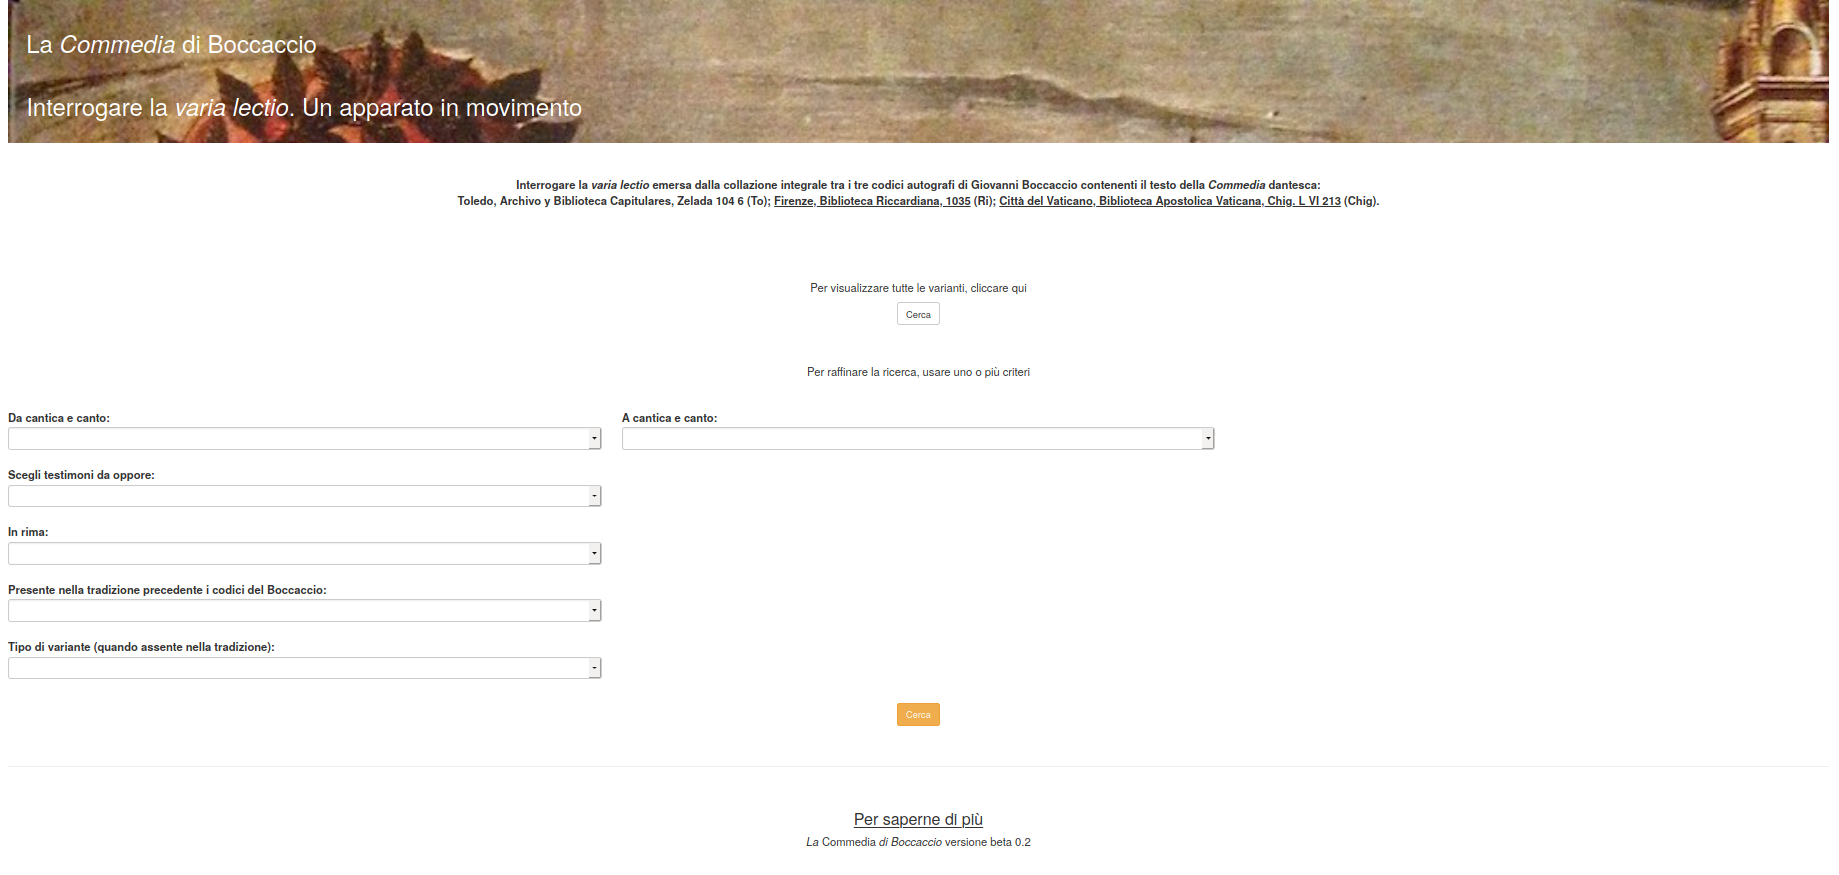 La Commedia di Boccaccio
Interrogare la varia lectio. Un apparato in movimento
Interrogare la varia lectio emersa dalla collazione integrale tra i tre codici autografi di Giovanni Boccaccio contenenti il testo della Commedia dantesca:
Toledo, Archivo y Biblioteca Capitulares, Zelada 104 6 (To); Firenze, Biblioteca Riccardiana, 1035 (Ri); Città del Vaticano, Biblioteca Apostolica Vaticana, Chig. L VI 213 (Chig).
Per visualizzare tutte le varianti, cliccare qui
Cerca
Per raffinare la ricerca, usare uno o più criteri
Da cantica e canto:
A cantica e canto:
Scegli testimoni da oppore:
In rima:
Presente nella tradizione precedente i codici del Boccaccio:
Tipo di variante (quando assente nella tradizione):
Cerca
Per saperne di più
La Commedia di Boccaccio versione beta 0.2